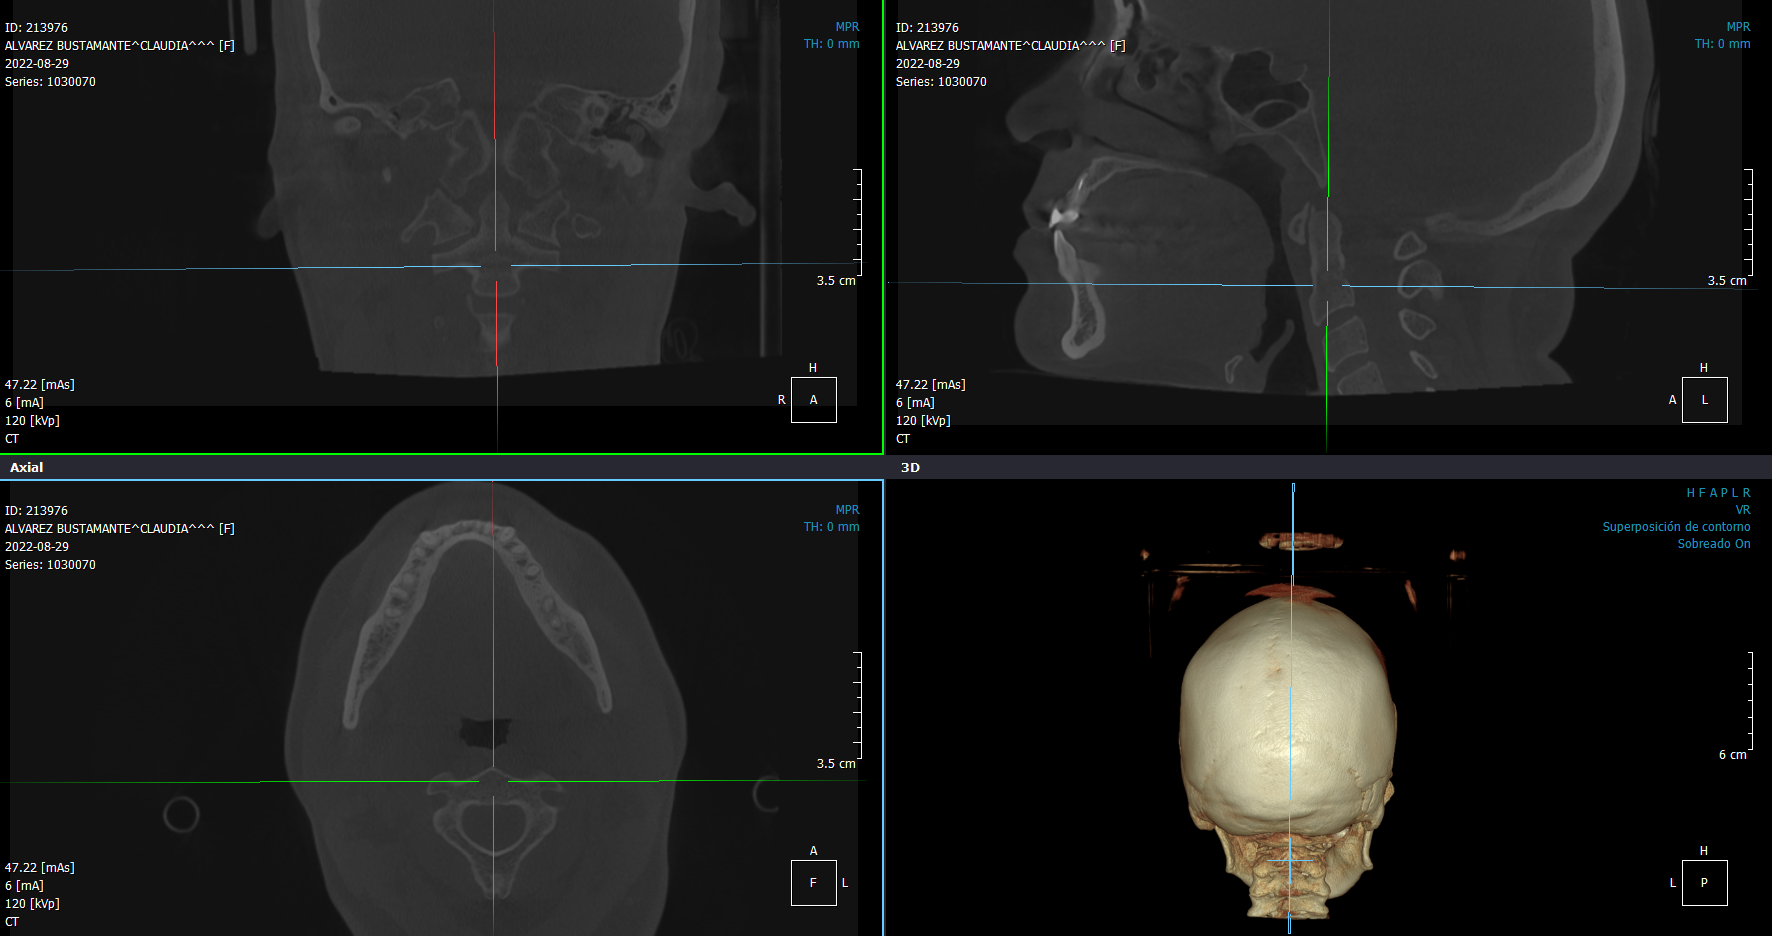 ID: 213976
ALVAREZ BUSTAMANTE^CLAUDIA^^^ [F]
2022-08-29
Series: 1030070
MPR
TH: 0 mm
3.5 cm
47.22 [mAs]
6 [mA]
120 [kVp]
CT
H
R
A
ID: 213976
ALVAREZ BUSTAMANTE^CLAUDIA^^^ [F]
2022-08-29
Series: 1030070
MPR
TH: 0 mm
3.5 cm
47.22 [mAs]
6 [mA]
120 [kVp]
CT
H
A
L
Axial
ID: 213976
ALVAREZ BUSTAMANTE^CLAUDIA^^^ [F]
2022-08-29
Series: 1030070
MPR
TH: 0 mm
3.5 cm
47.22 [mAs]
6 [mA]
120 [kVp]
CT
A
F
L
3D
H F A P L R
VR
Superposición de contorno
Sobreado On
6 cm
H
L
P